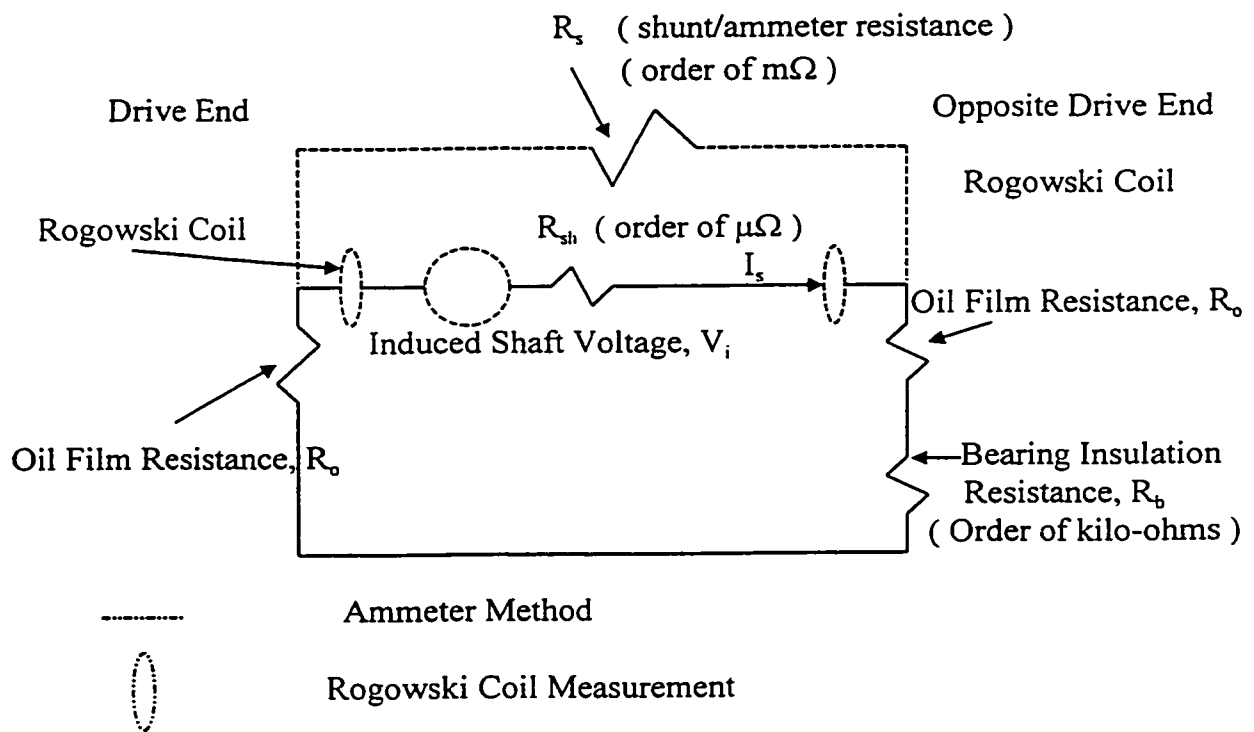 R_s ( shunt/ammeter resistance )
( order of mΩ )
Drive End
Opposite Drive End
Rogowski Coil
Rogowski Coil
R_sh ( order of μΩ )
I_s
Oil Film Resistance, R_o
Induced Shaft Voltage, V_i
Oil Film Resistance, R_o
Bearing Insulation
Resistance, R_b
( Order of kilo-ohms )
Ammeter Method
Rogowski Coil Measurement